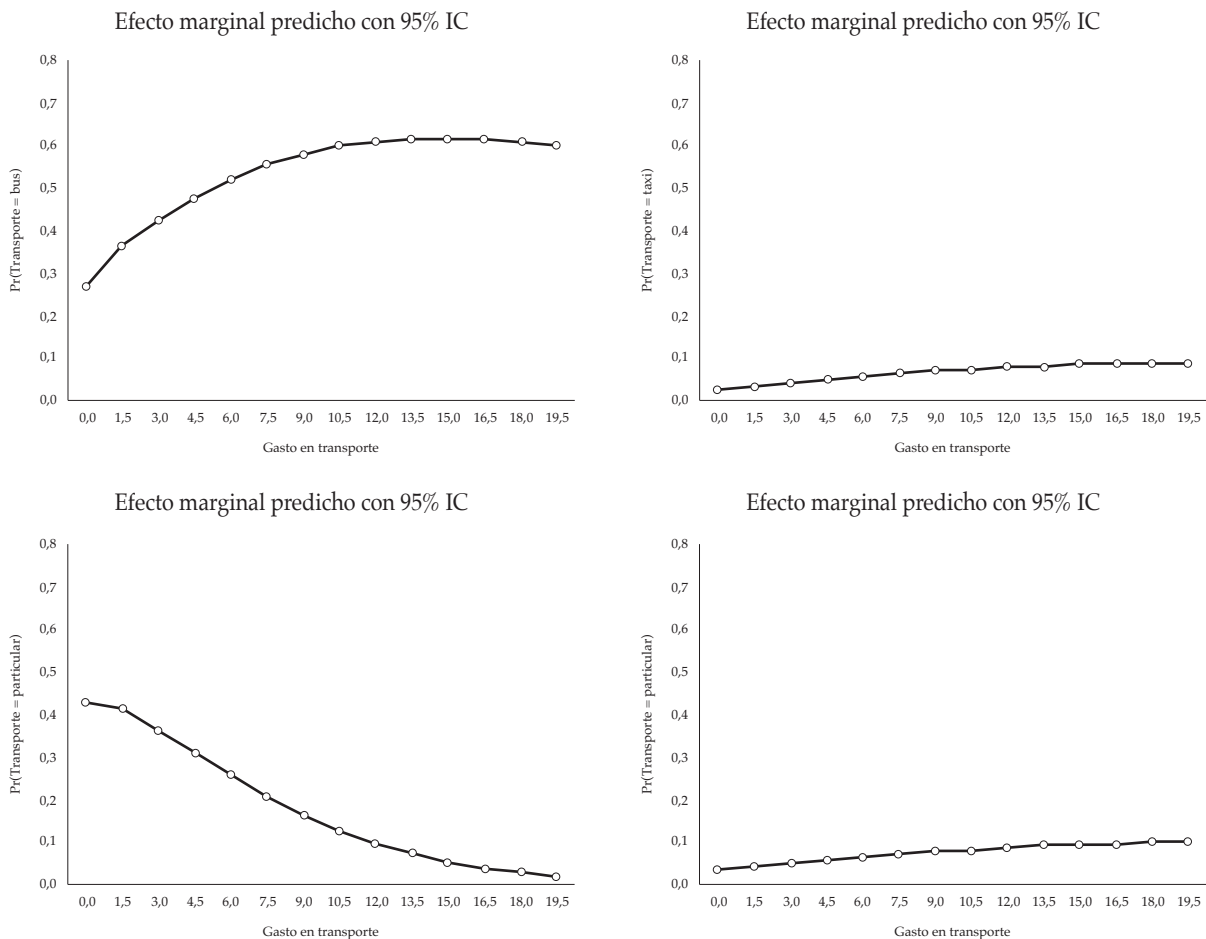 Efecto marginal predicho con 95% IC
Pr(Transporte = bus)
0,8
0,7
0,6
0,5
0,4
0,3
0,2
0,1
0,0
0,0 1,5 3,0 4,5 6,0 7,5 9,0 10,5 12,0 13,5 15,0 16,5 18,0 19,5
Gasto en transporte
Efecto marginal predicho con 95% IC
Pr(Transporte = taxi)
0,8
0,7
0,6
0,5
0,4
0,3
0,2
0,1
0,0
0,0 1,5 3,0 4,5 6,0 7,5 9,0 10,5 12,0 13,5 15,0 16,5 18,0 19,5
Gasto en transporte
Efecto marginal predicho con 95% IC
Pr(Transporte = particular)
0,8
0,7
0,6
0,5
0,4
0,3
0,2
0,1
0,0
0,0 1,5 3,0 4,5 6,0 7,5 9,0 10,5 12,0 13,5 15,0 16,5 18,0 19,5
Gasto en transporte
Efecto marginal predicho con 95% IC
Pr(Transporte = particular)
0,8
0,7
0,6
0,5
0,4
0,3
0,2
0,1
0,0
0,0 1,5 3,0 4,5 6,0 7,5 9,0 10,5 12,0 13,5 15,0 16,5 18,0 19,5
Gasto en transporte